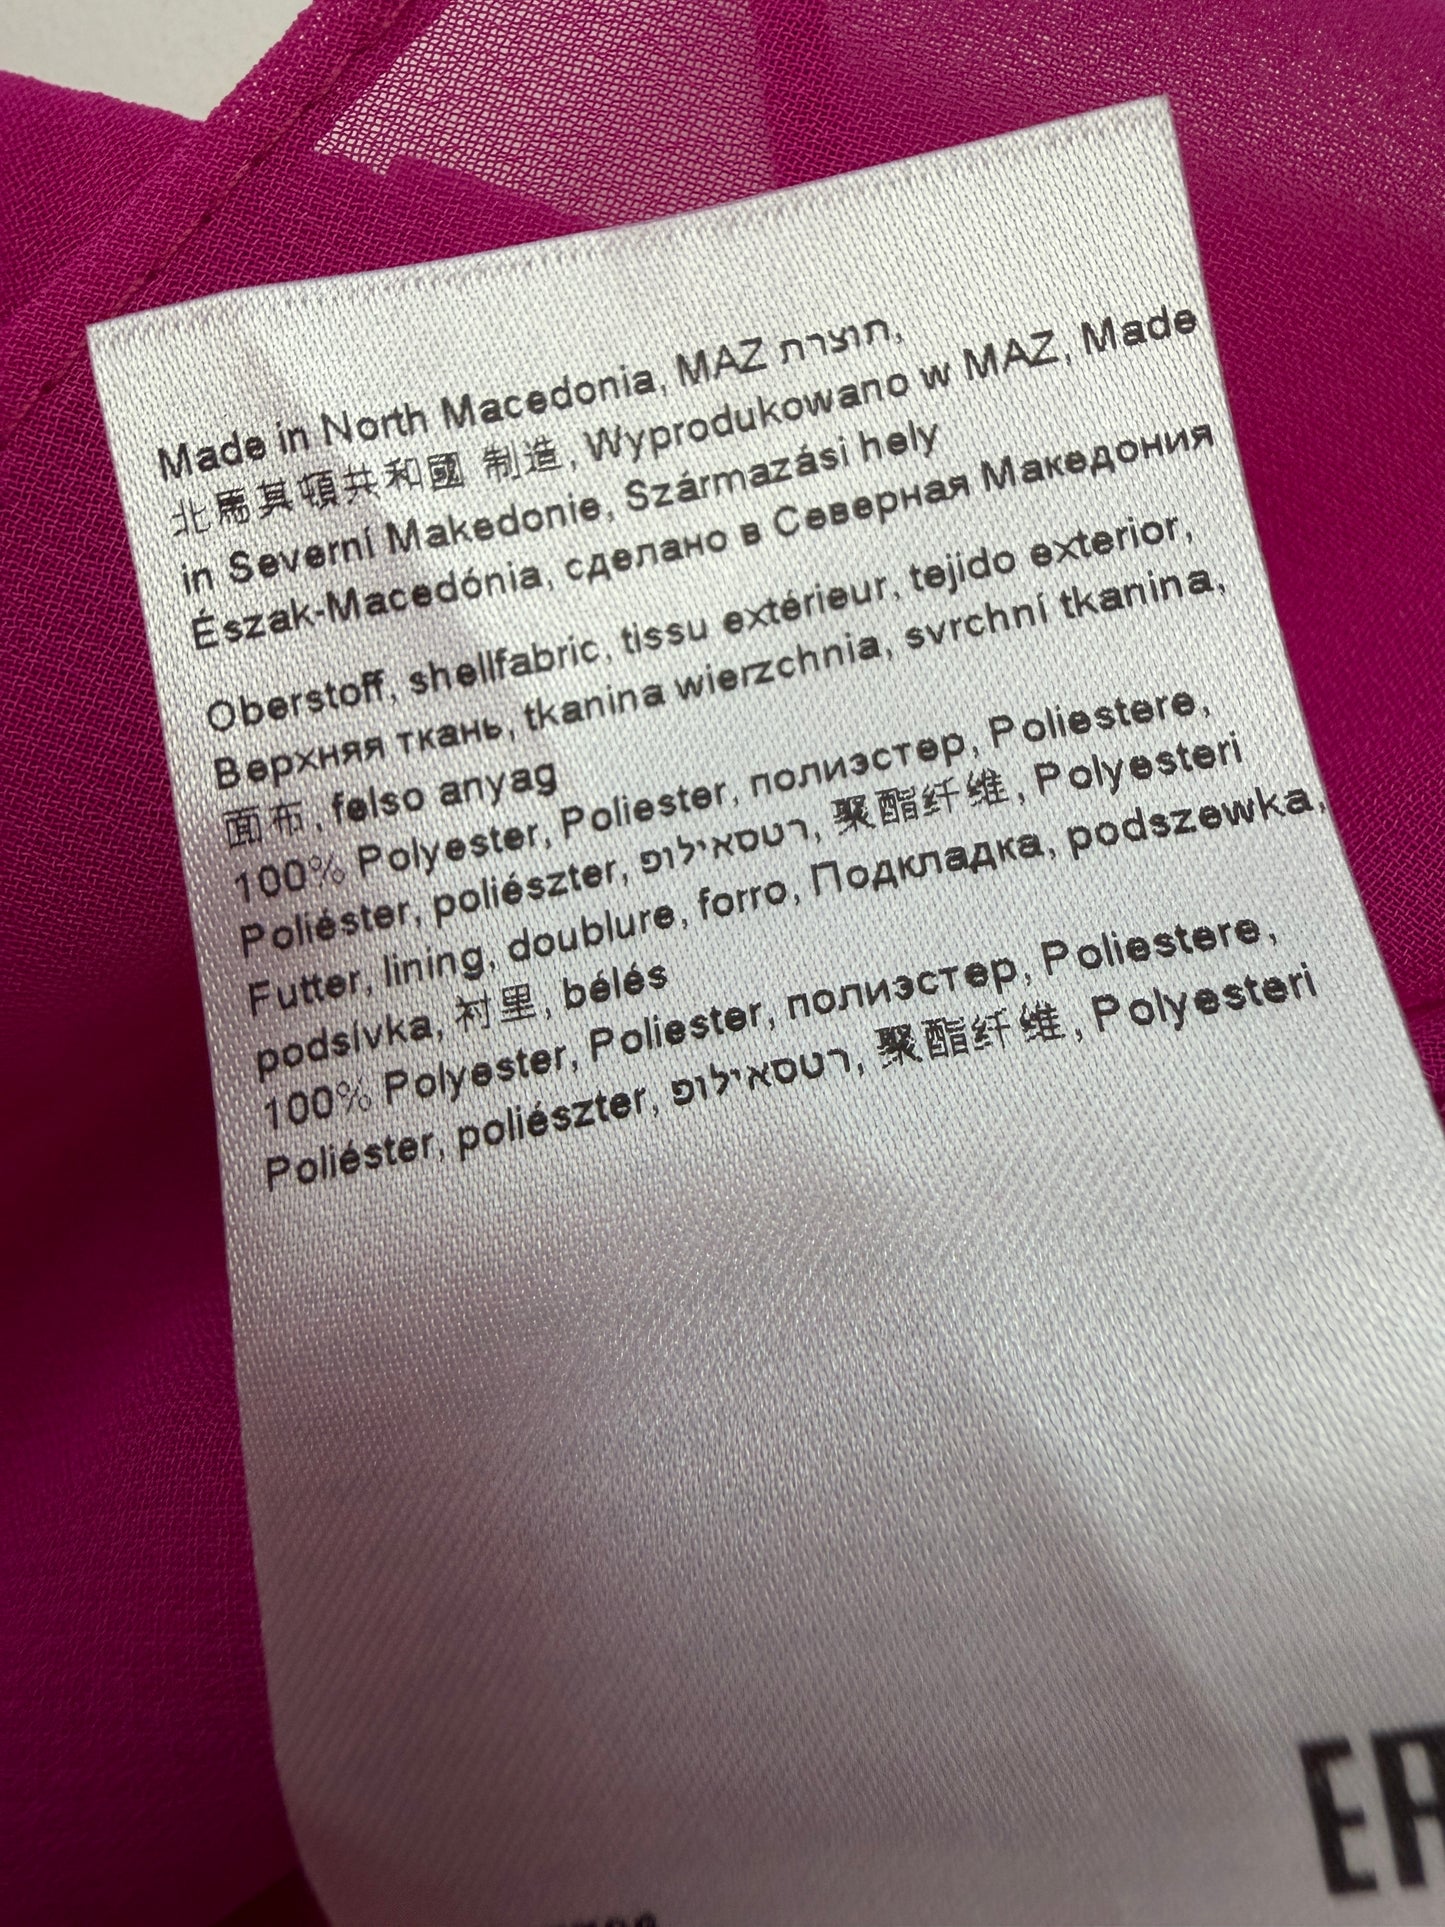 Made in North Macedonia, MAZ תוצרת,
北馬其頓共和國 制造, Wyprodukowano w MAZ, Made
in Severní Makedonie, Származási hely
Észak-Macedónia, сделано в Северная Македония
Oberstoff, shellfabric, tissu extérieur, tejido exterior,
Верхняя ткань, tkanina wierzchnia, svrchní tkanina,
面布, felso anyag
100% Polyester, Poliester, полиэстер, Poliestere,
Poliéster, poliészter, פוליאסטר, 聚酯纤维, Polyesteri
Futter, lining, doublure, forro, Подкладка, podszewka,
podsívka, 衬里, bélés
100% Polyester, Poliester, полиэстер, Poliestere,
Poliéster, poliészter, פוליאסטר, 聚酯纤维, Polyesteri